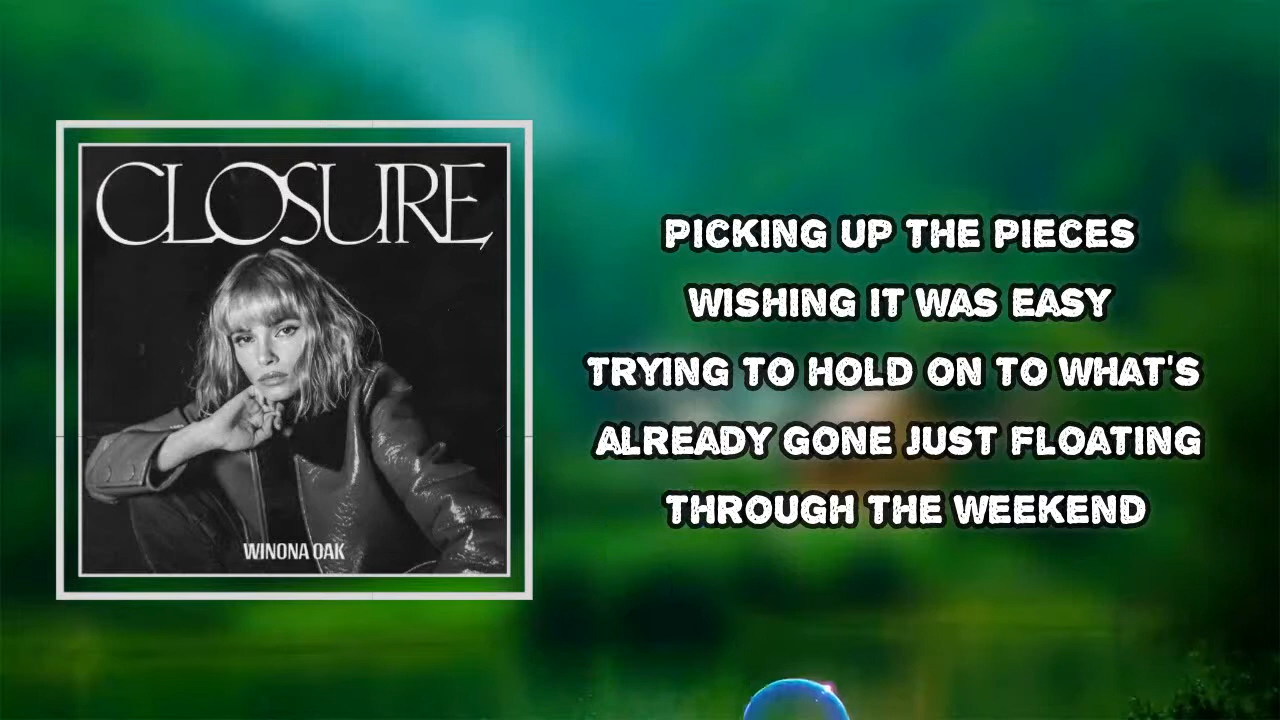 CLOSURE
WINONA OAK
PICKING UP THE PIECES
WISHING IT WAS EASY
TRYING TO HOLD ON TO WHAT'S
ALREADY GONE JUST FLOATING
THROUGH THE WEEKEND